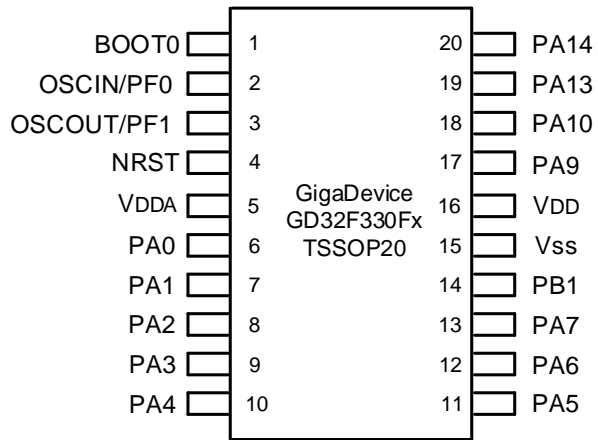 BOOT0 1 20 PA14
OSCIN/PF0 2 19 PA13
OSCOUT/PF1 3 18 PA10
NRST 4 17 PA9
VDDA 5 16 VDD
PA0 6 15 Vss
PA1 7 14 PB1
PA2 8 13 PA7
PA3 9 12 PA6
PA4 10 11 PA5
GigaDevice
GD32F330Fx
TSSOP20